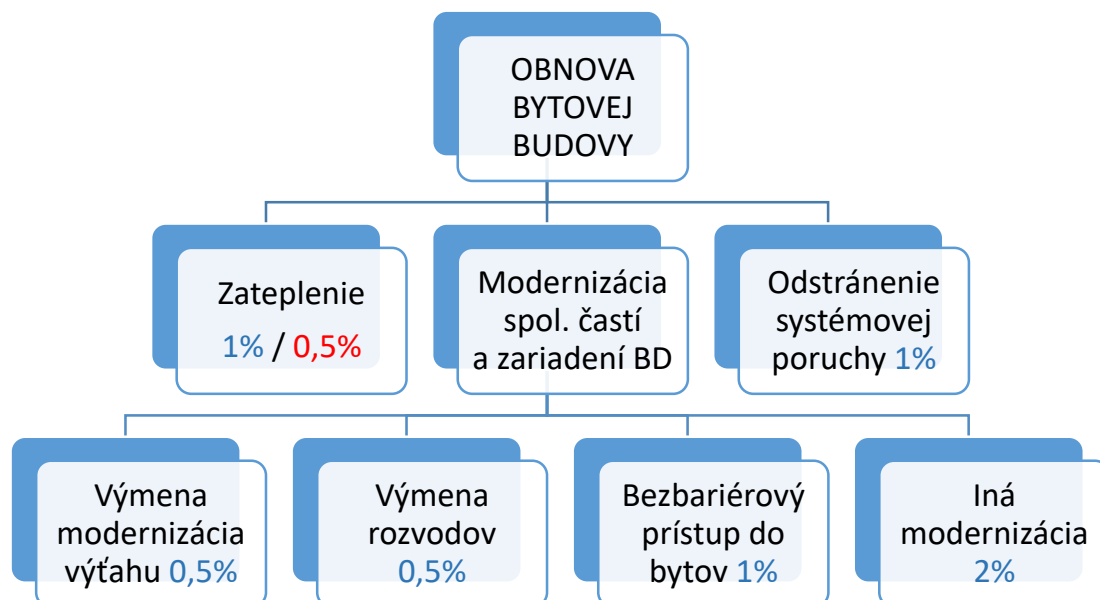 OBNOVA
BYTOVEJ
BUDOVY
Zateplenie
1% / 0,5%
Modernizácia
spol. častí
a zariadení BD
Odstránenie
systémovej
poruchy 1%
Výmena
modernizácia
výťahu 0,5%
Výmena
rozvodov
0,5%
Bezbariérový
prístup do
bytov 1%
Iná
modernizácia
2%